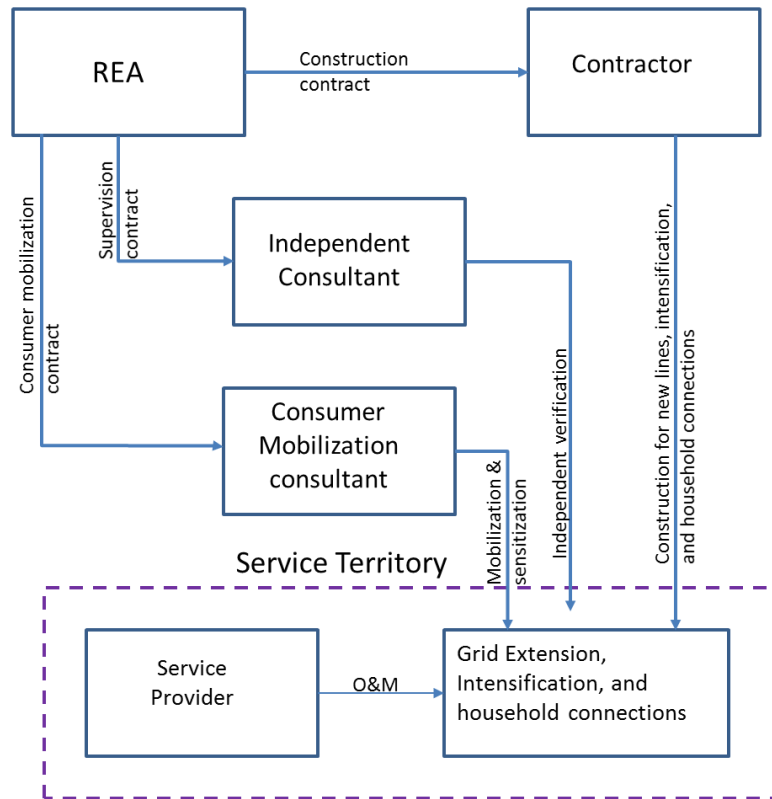 REA
Construction
contract
Contractor
Supervision
contract
Consumer mobilization
contract
Independent
Consultant
Construction for new lines, intensification,
and household connections
Independent verification
Consumer
Mobilization
consultant
Mobilization &
sensitization
Service Territory
Service
Provider
O&M
Grid Extension,
Intensification, and
household connections